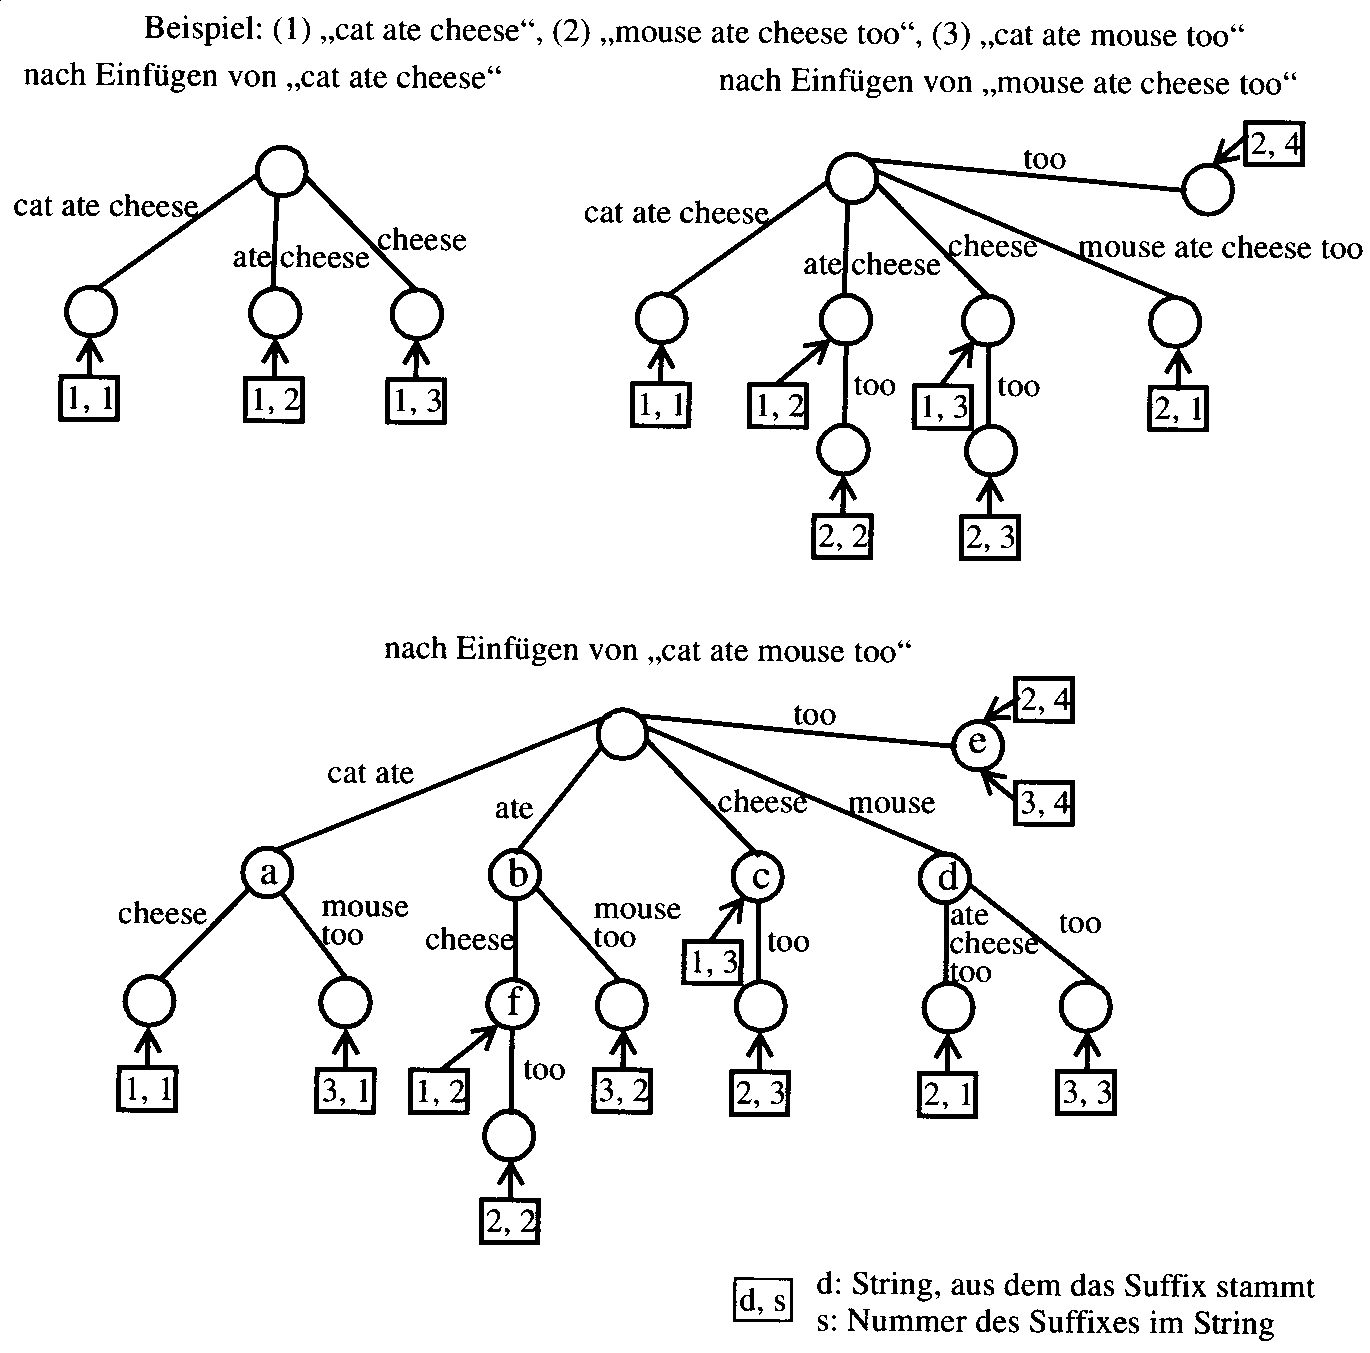 Beispiel: (1) „cat ate cheese“, (2) „mouse ate cheese too“, (3) „cat ate mouse too“
nach Einfügen von „cat ate cheese“
cat ate cheese
ate cheese
cheese
1, 1
1, 2
1, 3
nach Einfügen von „mouse ate cheese too“
too
2, 4
cat ate cheese
ate cheese
cheese
mouse ate cheese too
1, 1
1, 2
too
1, 3
too
2, 1
2, 2
2, 3
nach Einfügen von „cat ate mouse too“
too
2, 4
e
3, 4
cat ate
ate
cheese
mouse
a
b
c
d
cheese
mouse
too
cheese
mouse
too
1, 3
too
ate
cheese
too
too
f
1, 1
3, 1
1, 2
too
3, 2
2, 3
2, 1
3, 3
2, 2
d, s
d: String, aus dem das Suffix stammt
s: Nummer des Suffixes im String